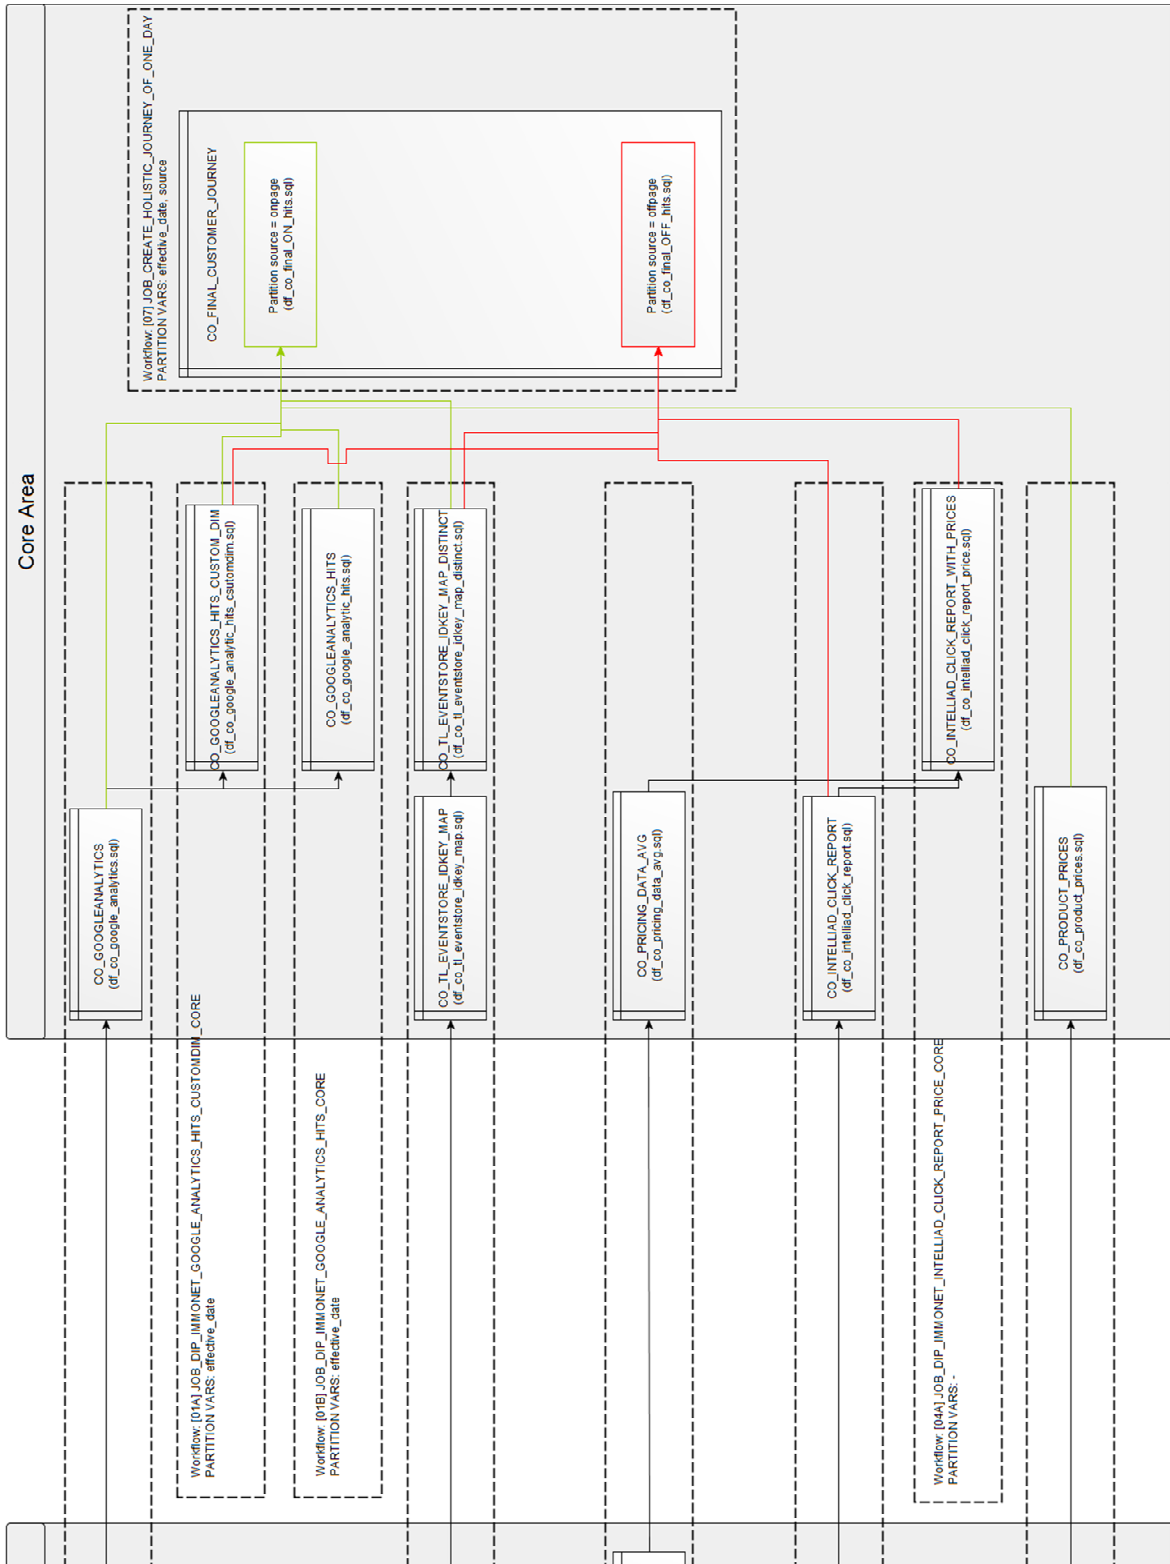 Core Area
Workflow: [07] JOB_CREATE_HOLISTIC_JOURNEY_OF_ONE_DAY
PARTITION VARS: effective_date, source
CO_FINAL_CUSTOMER_JOURNEY
Partition source = onpage
(df_co_final_ON_hits.sql)
Partition source = offpage
(df_co_final_OFF_hits.sql)
CO_GOOGLEANALYTICS_HITS_CUSTOM_DIM
(df_co_google_analytic_hits_csutomdim.sql)
CO_GOOGLEANALYTICS_HITS
(df_co_google_analytic_hits.sql)
CO_TL_EVENTSTORE_IDKEY_MAP_DISTINCT
(df_co_tl_eventstore_idkey_map_distinct.sql)
CO_INTELLIAD_CLICK_REPORT_WITH_PRICES
(df_co_intelliad_click_report_price.sql)
CO_GOOGLEANALYTICS
(df_co_google_analytics.sql)
CO_TL_EVENTSTORE_IDKEY_MAP
(df_co_tl_eventstore_idkey_map.sql)
CO_PRICING_DATA_AVG
(df_co_pricing_data_avg.sql)
CO_INTELLIAD_CLICK_REPORT
(df_co_intelliad_click_report.sql)
CO_PRODUCT_PRICES
(df_co_product_prices.sql)
Workflow: [01A] JOB_DIP_IMMONET_GOOGLE_ANALYTICS_HITS_CUSTOMDIM_CORE
PARTITION VARS: effective_date
Workflow: [01B] JOB_DIP_IMMONET_GOOGLE_ANALYTICS_HITS_CORE
PARTITION VARS: effective_date
Workflow: [04A] JOB_DIP_IMMONET_INTELLIAD_CLICK_REPORT_PRICE_CORE
PARTITION VARS: -